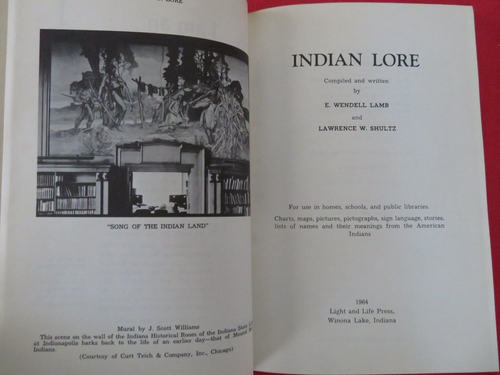 LORE
"SONG OF THE INDIAN LAND"
Mural by J. Scott Williams
This scene on the wall of the Indiana Historical Room of the Indiana State
at Indianapolis harks back to the life of an earlier day—that of
Indians.
(Courtesy of Curt Teich & Company, Inc., Chicago)
INDIAN LORE
Compiled and written
by
E. WENDELL LAMB
and
LAWRENCE W. SHULTZ
For use in homes, schools, and public libraries.
Charts, maps, pictures, pictographs, sign language, stories,
lists of names and their meanings from the American
Indians
1964
Light and Life Press,
Winona Lake, Indiana